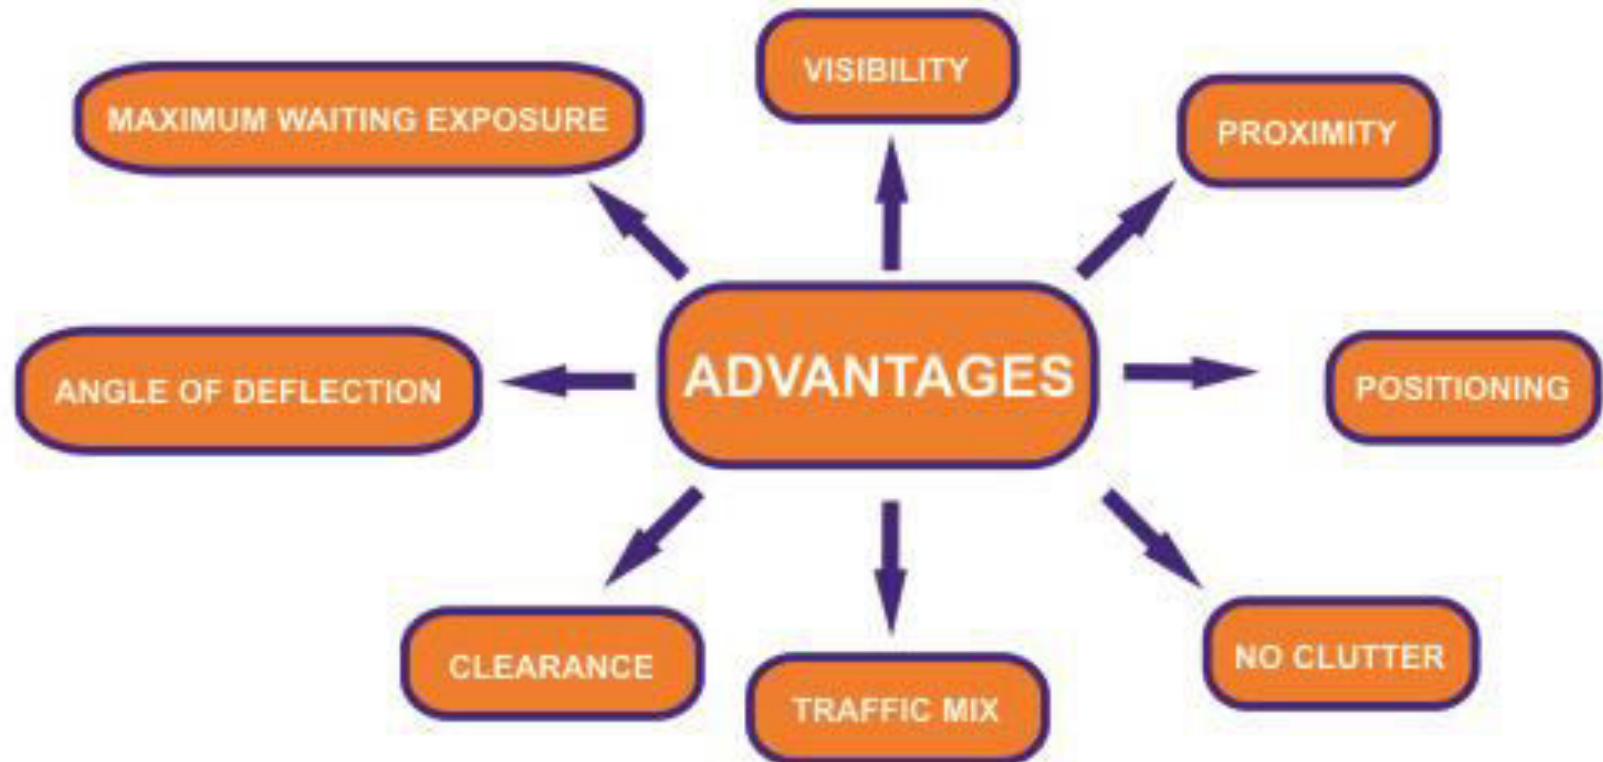 VISIBILITY
MAXIMUM WAITING EXPOSURE
PROXIMITY
ADVANTAGES
ANGLE OF DEFLECTION
POSITIONING
CLEARANCE
NO CLUTTER
TRAFFIC MIX